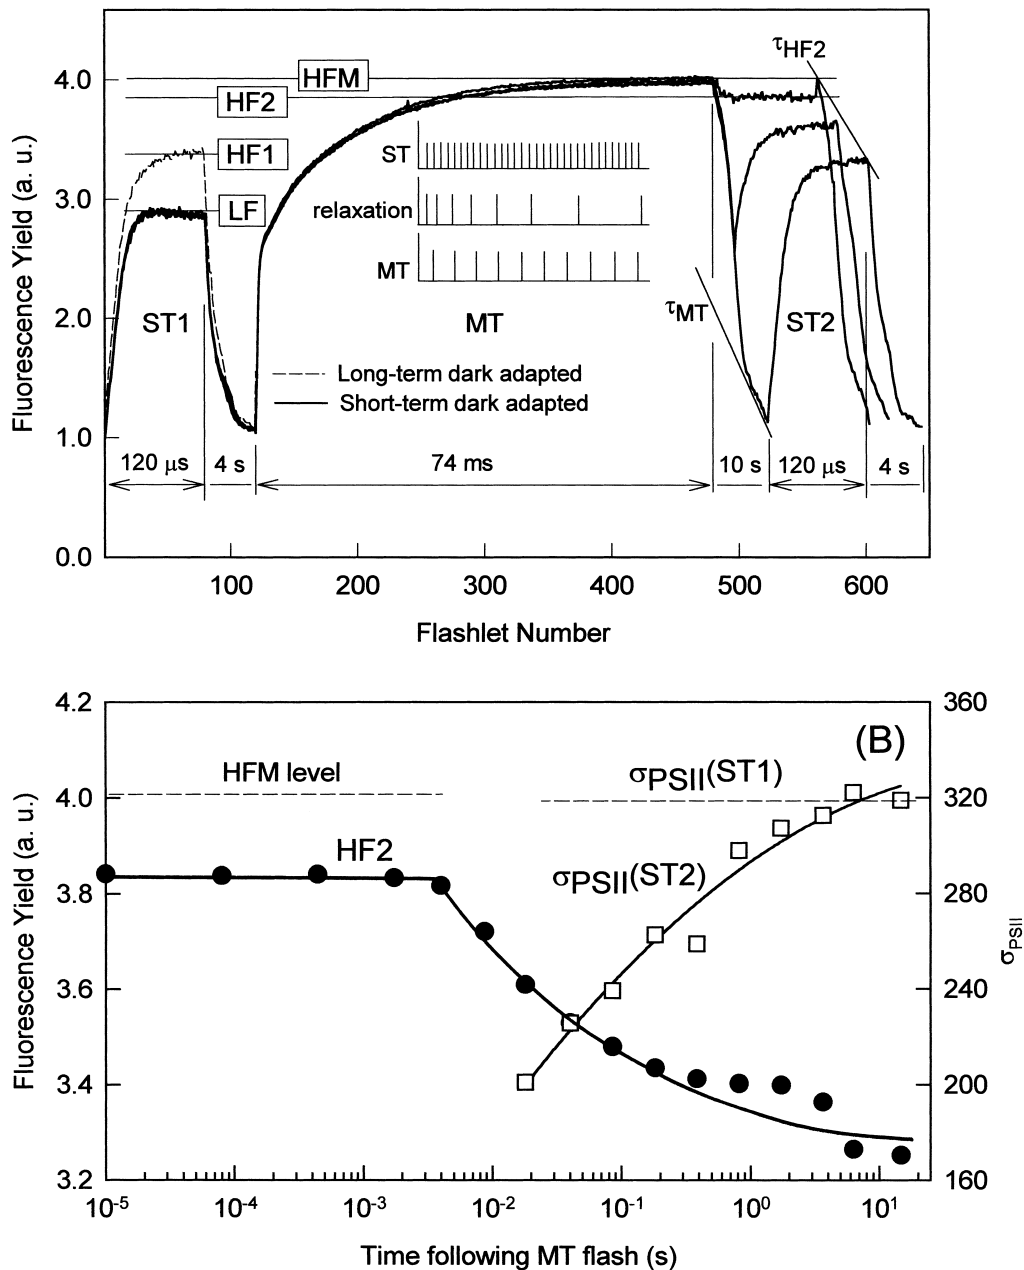 Fluorescence Yield (a. u.)
4.0
3.0
2.0
1.0
0.0
HFM
HF2
HF1
LF
τHF2
ST
relaxation
MT
τMT
ST1
MT
ST2
Long-term dark adapted
Short-term dark adapted
120 μs
4 s
74 ms
10 s
120 μs
4 s
100 200 300 400 500 600
Flashlet Number
(B)
Fluorescence Yield (a. u.)
4.2
4.0
3.8
3.6
3.4
3.2
HFM level
HF2
σPSII(ST1)
σPSII(ST2)
360
320
280
240
200
160
σPSII
10-5 10-4 10-3 10-2 10-1 100 101
Time following MT flash (s)